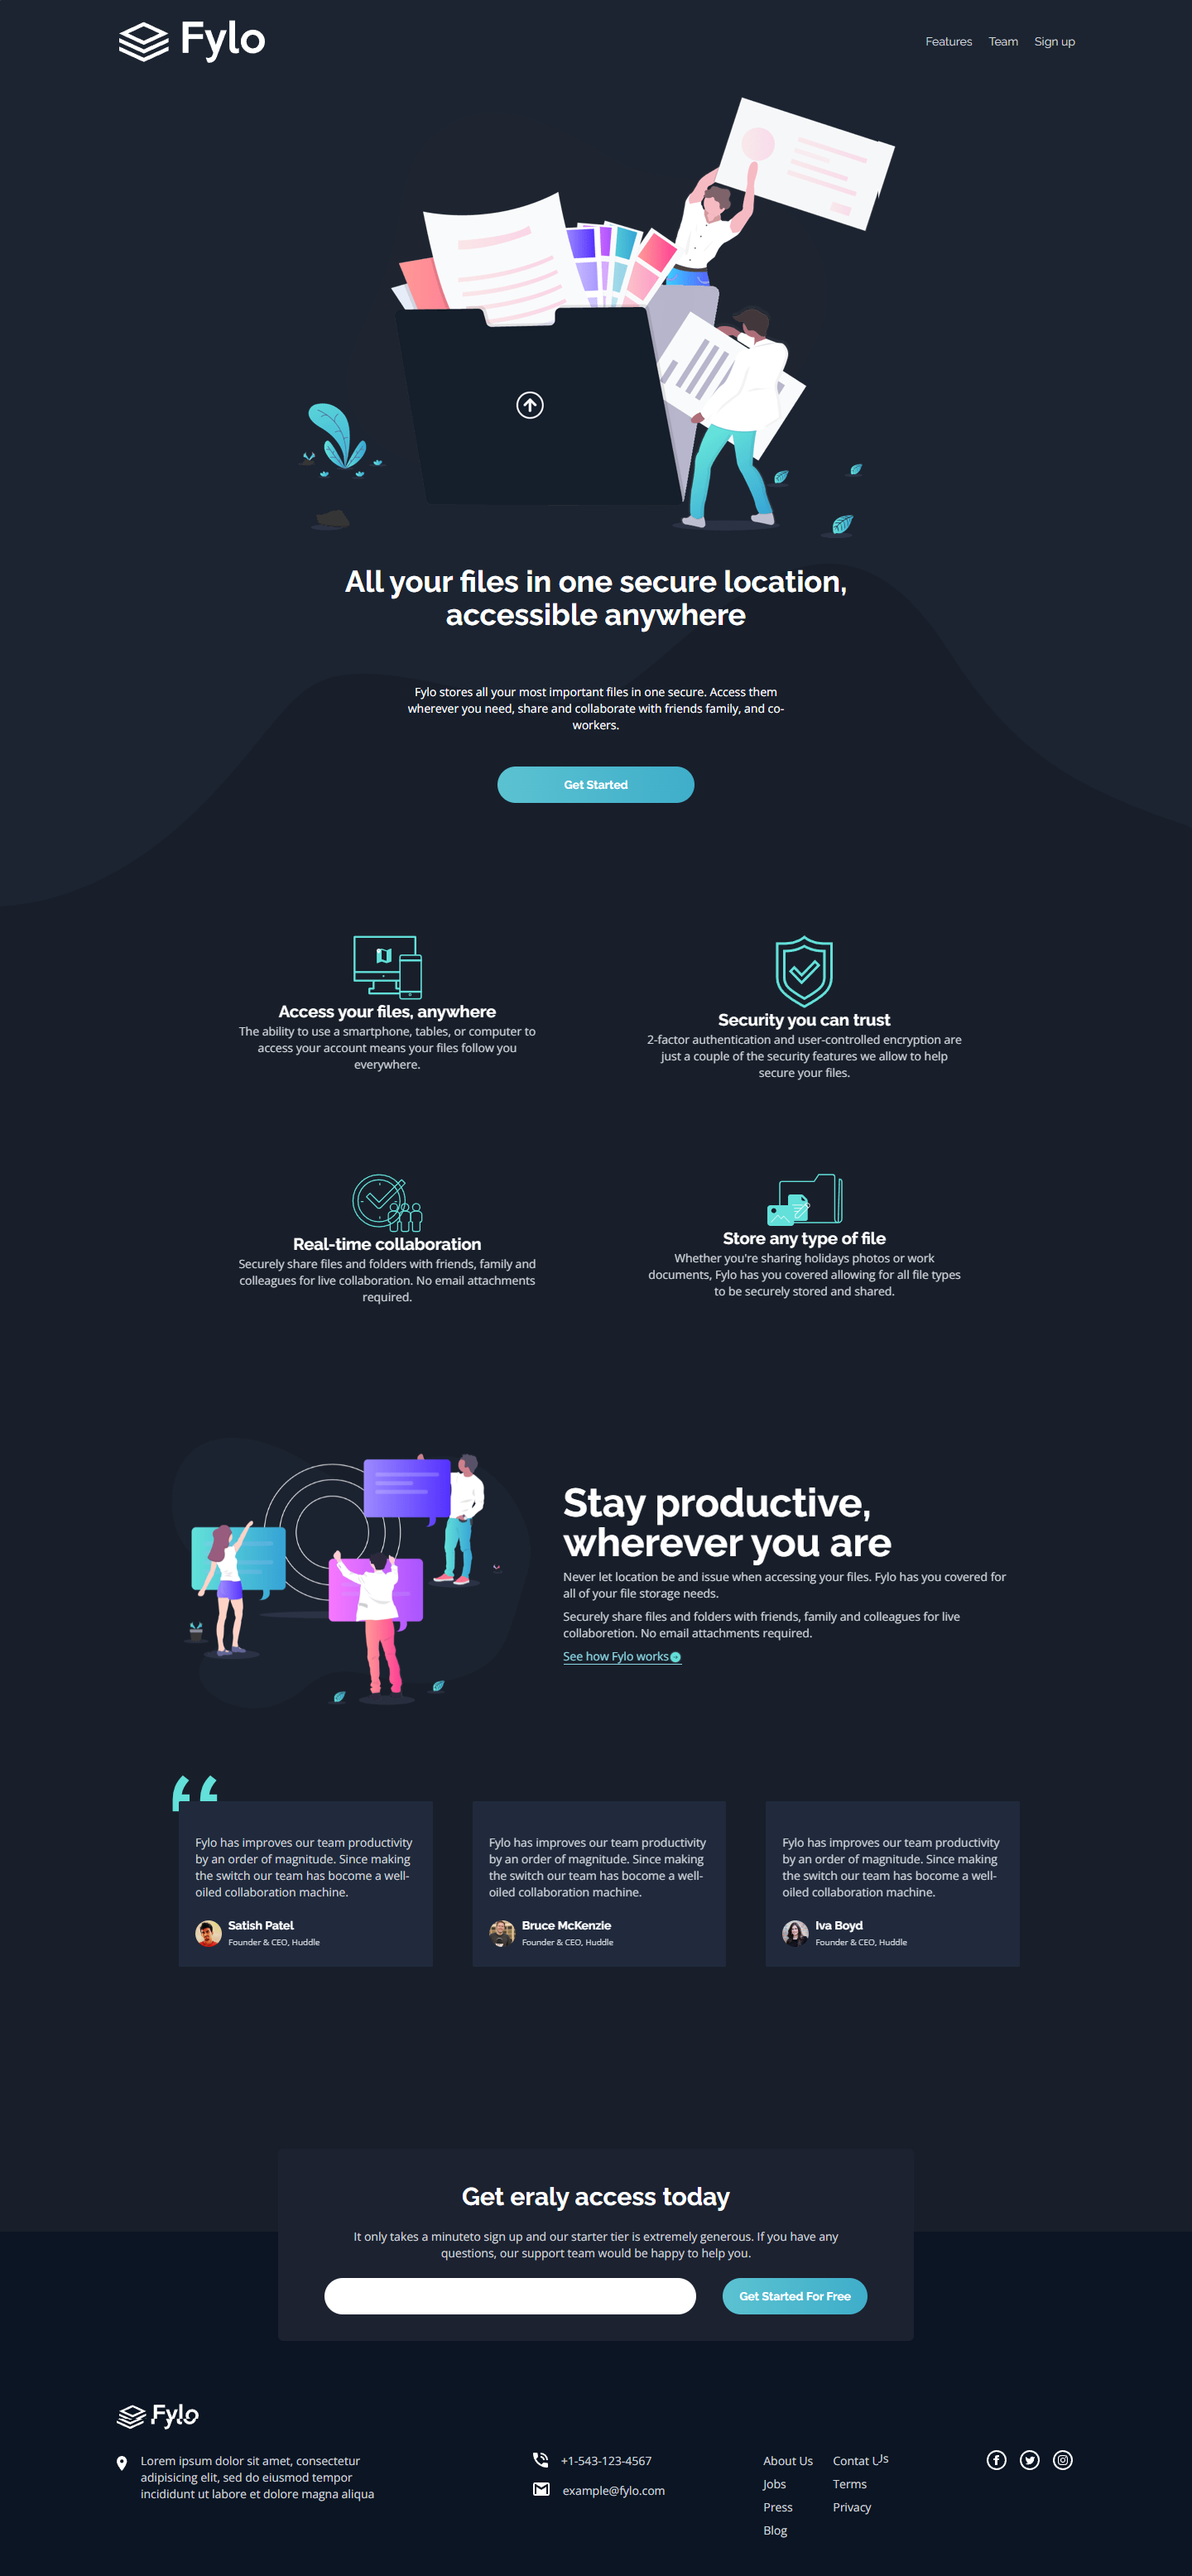 Fylo
Features Team Sign up
All your files in one secure location,
accessible anywhere
Fylo stores all your most important files in one secure. Access them
wherever you need, share and collaborate with friends family, and co-
workers.
Get Started
Access your files, anywhere
The ability to use a smartphone, tables, or computer to
access your account means your files follow you
everywhere.
Security you can trust
2-factor authentication and user-controlled encryption are
just a couple of the security features we allow to help
secure your files.
Real-time collaboration
Securely share files and folders with friends, family and
colleagues for live collaboration. No email attachments
required.
Store any type of file
Whether you're sharing holidays photos or work
documents, Fylo has you covered allowing for all file types
to be securely stored and shared.
Stay productive,
wherever you are
Never let location be and issue when accessing your files. Fylo has you covered for
all of your file storage needs.
Securely share files and folders with friends, family and colleagues for live
collaboretion. No email attachments required.
See how Fylo works
Fylo has improves our team productivity
by an order of magnitude. Since making
the switch our team has bocome a well-
oiled collaboration machine.
Satish Patel
Founder & CEO, Huddle
Fylo has improves our team productivity
by an order of magnitude. Since making
the switch our team has bocome a well-
oiled collaboration machine.
Bruce McKenzie
Founder & CEO, Huddle
Fylo has improves our team productivity
by an order of magnitude. Since making
the switch our team has bocome a well-
oiled collaboration machine.
Iva Boyd
Founder & CEO, Huddle
Get eraly access today
It only takes a minuteto sign up and our starter tier is extremely generous. If you have any
questions, our support team would be happy to help you.
Get Started For Free
Fylo
Lorem ipsum dolor sit amet, consectetur
adipisicing elit, sed do eiusmod tempor
incididunt ut labore et dolore magna aliqua
+1-543-123-4567
example@fylo.com
About Us
Jobs
Press
Blog
Contat Us
Terms
Privacy